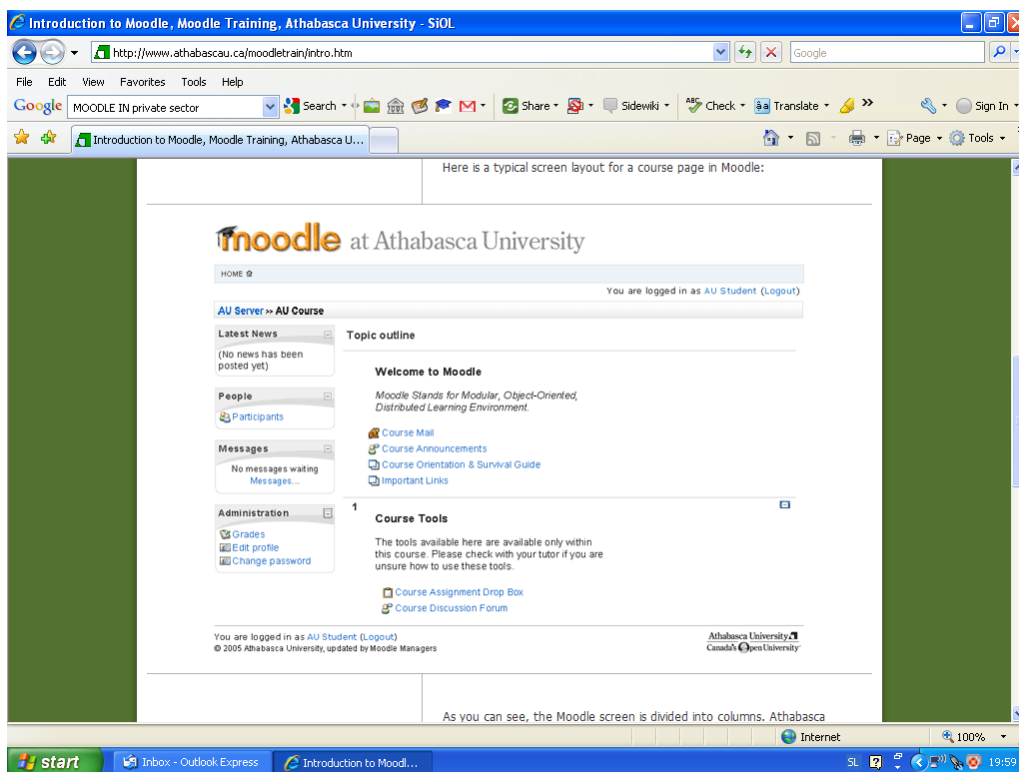 Introduction to Moodle, Moodle Training, Athabasca University - SiOL
http://www.athabascau.ca/moodletrain/intro.htm
Google
File Edit View Favorites Tools Help
Google MOODLE IN private sector Search Share Sidewiki ABC Check Translate Sign In
Introduction to Moodle, Moodle Training, Athabasca U... Page Tools
Here is a typical screen layout for a course page in Moodle:
moodle at Athabasca University
HOME
You are logged in as AU Student (Logout)
AU Server » AU Course
Latest News
(No news has been
posted yet)
People
Participants
Messages
No messages waiting
Messages...
Administration
Grades
Edit profile
Change password
Topic outline
Welcome to Moodle
Moodle Stands for Modular, Object-Oriented,
Distributed Learning Environment.
Course Mail
Course Announcements
Course Orientation & Survival Guide
Important Links
1
Course Tools
The tools available here are available only within
this course. Please check with your tutor if you are
unsure how to use these tools.
Course Assignment Drop Box
Course Discussion Forum
You are logged in as AU Student (Logout)
© 2005 Athabasca University, updated by Moodle Managers
Athabasca University
Canada's Open University
As you can see, the Moodle screen is divided into columns. Athabasca
Internet 100%
start Inbox - Outlook Express Introduction to Moodl... SL 19:59